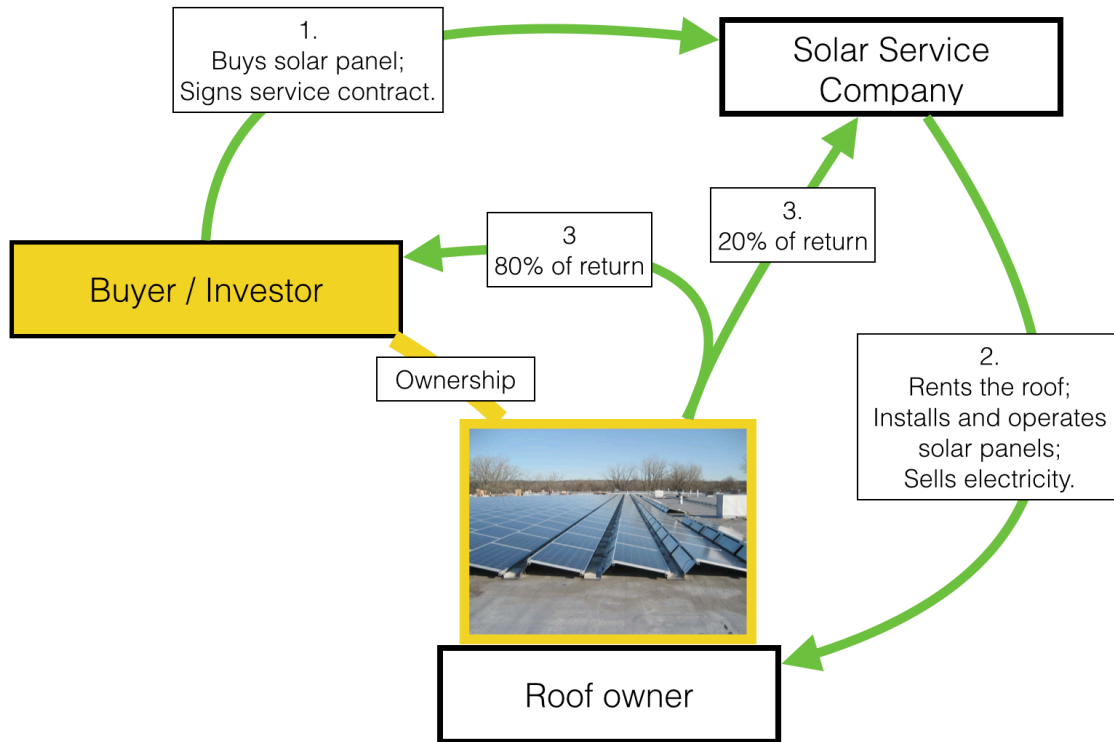 1.
Buys solar panel;
Signs service contract.
Solar Service
Company
3
80% of return
3.
20% of return
Buyer / Investor
Ownership
2.
Rents the roof;
Installs and operates
solar panels;
Sells electricity.
Roof owner